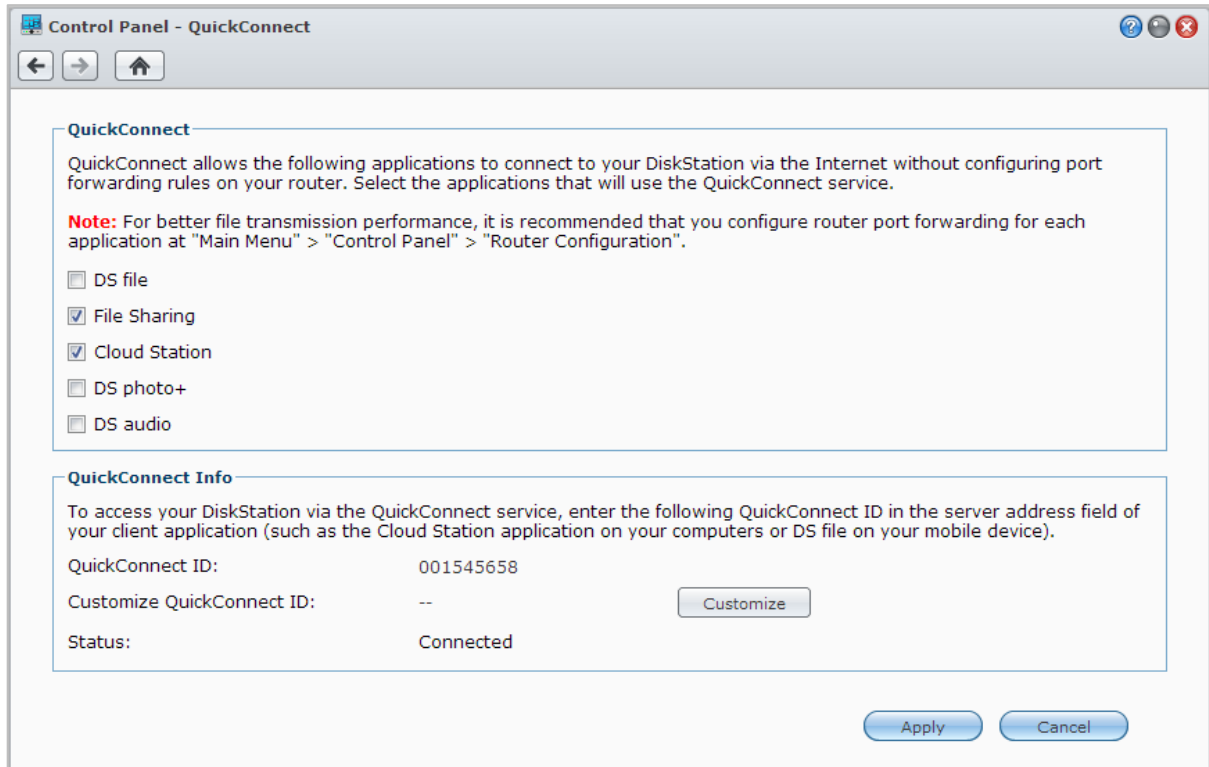 Control Panel - QuickConnect
QuickConnect
QuickConnect allows the following applications to connect to your DiskStation via the Internet without configuring port
forwarding rules on your router. Select the applications that will use the QuickConnect service.
Note: For better file transmission performance, it is recommended that you configure router port forwarding for each
application at "Main Menu" > "Control Panel" > "Router Configuration".
DS file
File Sharing
Cloud Station
DS photo+
DS audio
QuickConnect Info
To access your DiskStation via the QuickConnect service, enter the following QuickConnect ID in the server address field of
your client application (such as the Cloud Station application on your computers or DS file on your mobile device).
QuickConnect ID: 001545658
Customize QuickConnect ID: -- Customize
Status: Connected
Apply Cancel